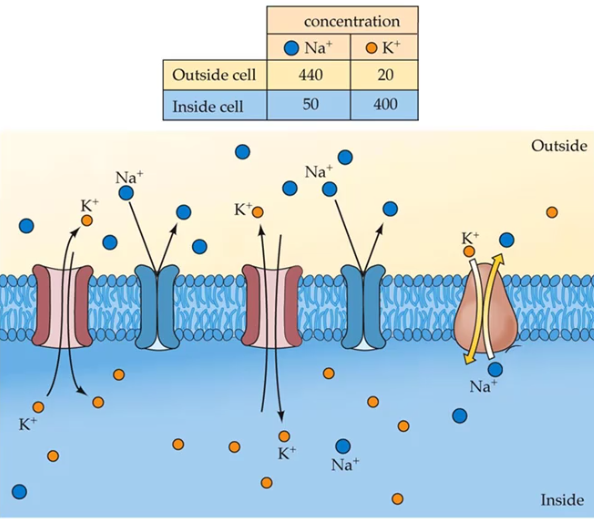 concentration
Na⁺ K⁺
Outside cell 440 20
Inside cell 50 400
Outside
Na⁺
Na⁺
K⁺
K⁺
K⁺
Na⁺
K⁺
K⁺
Na⁺
Inside